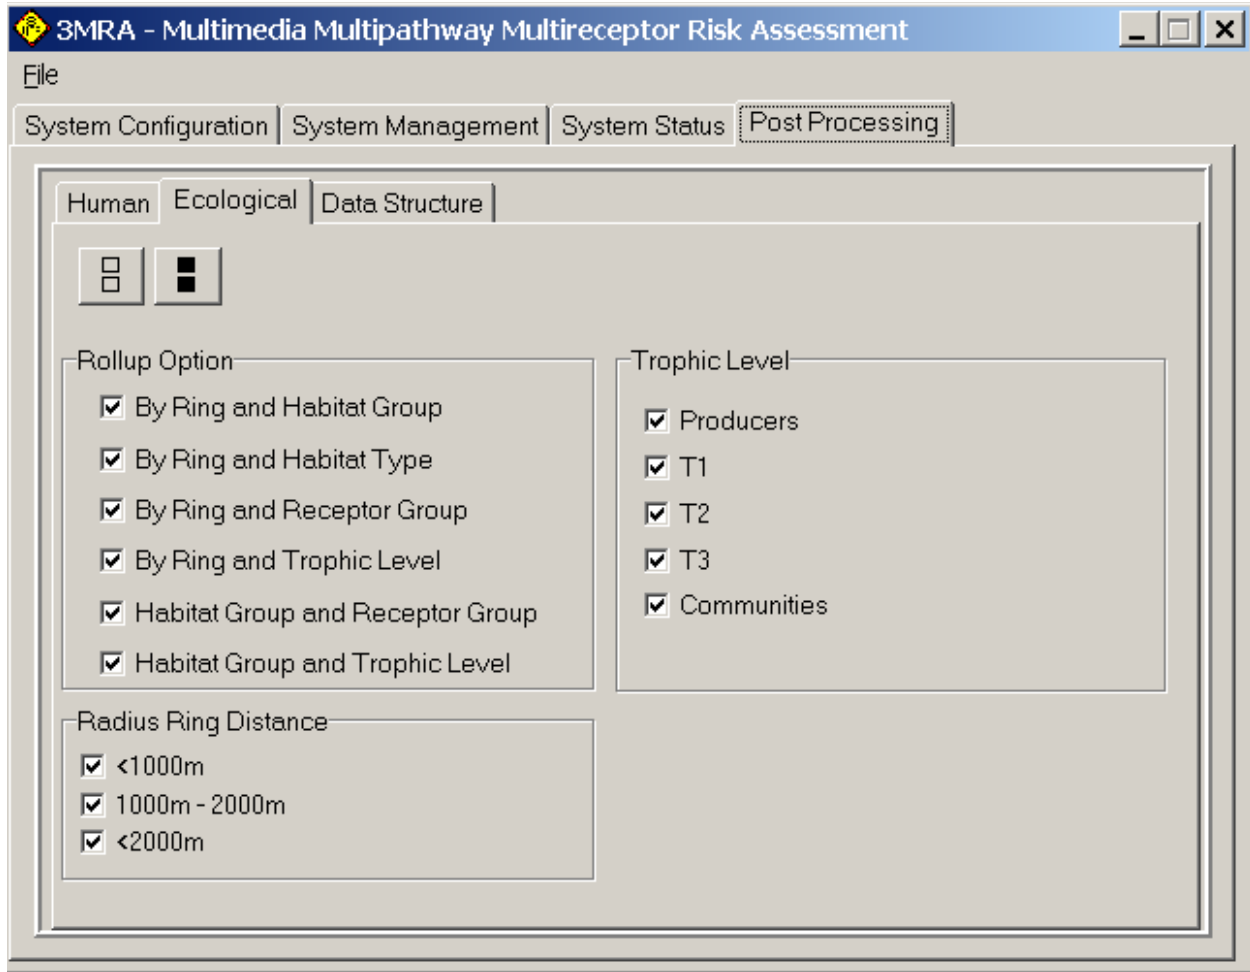 3MRA - Multimedia Multipathway Multireceptor Risk Assessment
File
System Configuration System Management System Status Post Processing
Human Ecological Data Structure
Rollup Option
By Ring and Habitat Group
By Ring and Habitat Type
By Ring and Receptor Group
By Ring and Trophic Level
Habitat Group and Receptor Group
Habitat Group and Trophic Level
Trophic Level
Producers
T1
T2
T3
Communities
Radius Ring Distance
<1000m
1000m - 2000m
<2000m